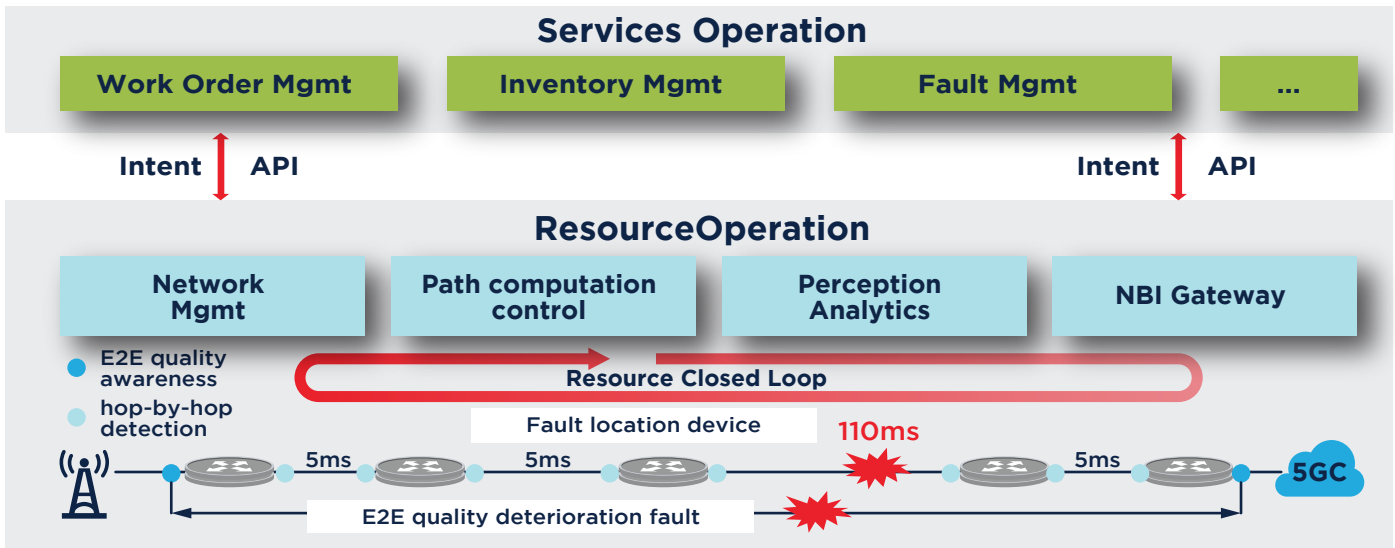 Services Operation
Work Order Mgmt
Inventory Mgmt
Fault Mgmt
...
Intent API
Intent API
ResourceOperation
Network
Mgmt
Path computation
control
Perception
Analytics
NBI Gateway
E2E quality
awareness
hop-by-hop
detection
Resource Closed Loop
Fault location device
110ms
5ms
5ms
5ms
5GC
E2E quality deterioration fault